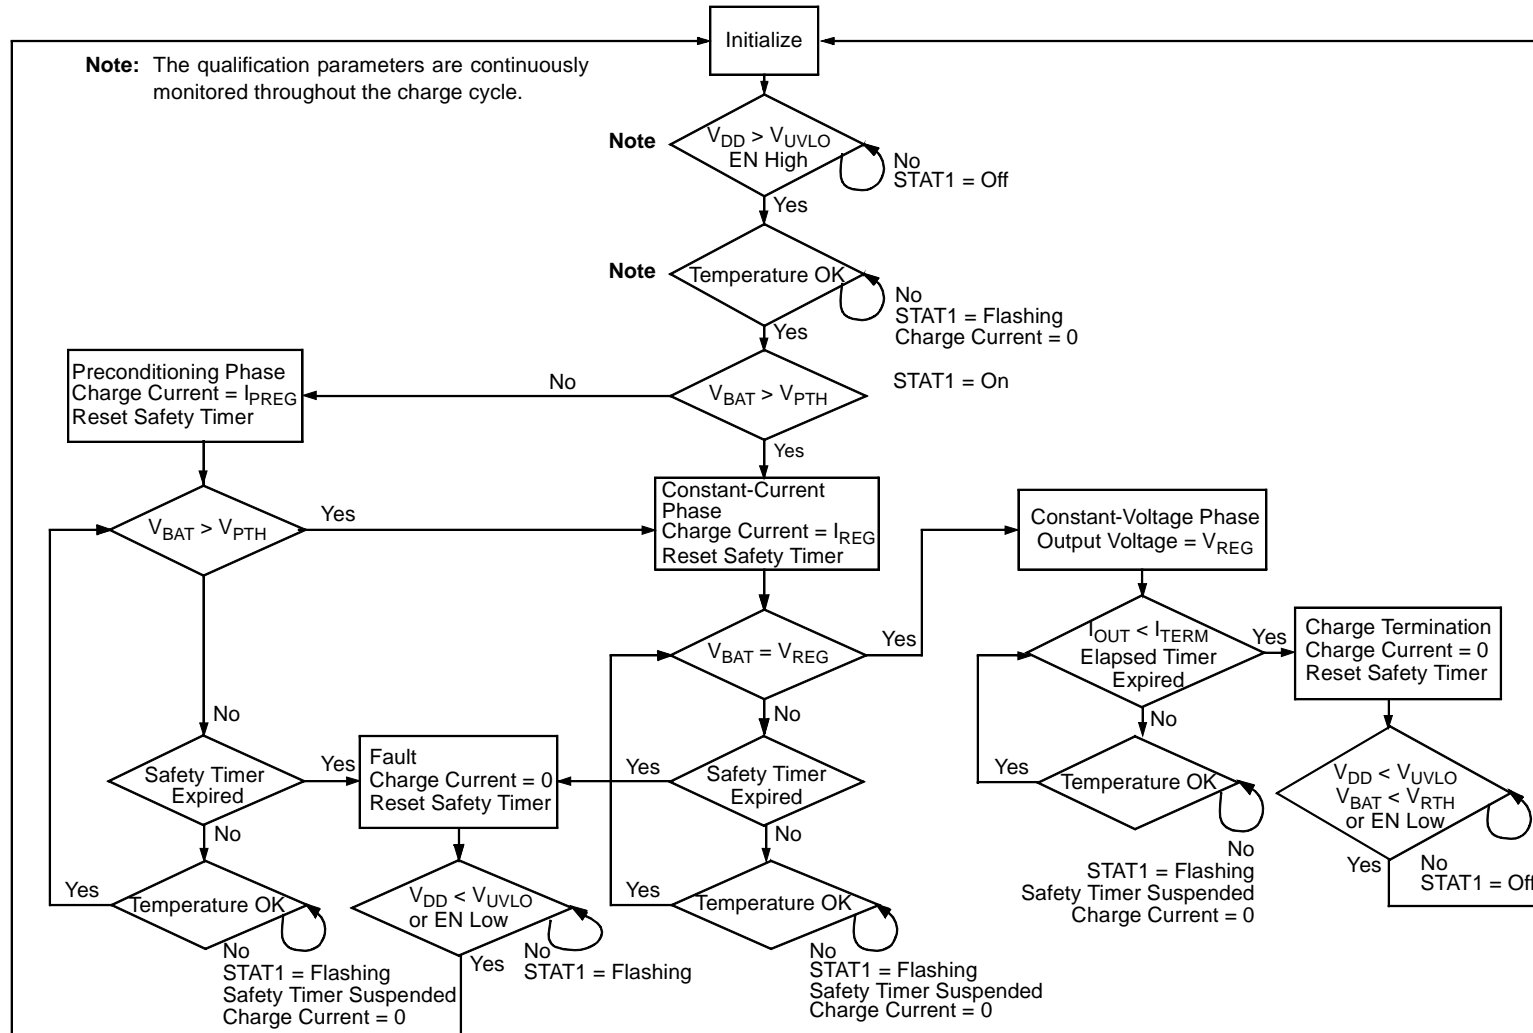 Initialize
Note: The qualification parameters are continuously
monitored throughout the charge cycle.
Note
VDD > VUVLO
EN High
No
STAT1 = Off
Yes
Note
Temperature OK
No
STAT1 = Flashing
Charge Current = 0
Yes
Preconditioning Phase
Charge Current = IPREG
Reset Safety Timer
No
VBAT > VPTH
STAT1 = On
Yes
Constant-Current
Phase
Charge Current = IREG
Reset Safety Timer
VBAT > VPTH
Yes
Constant-Voltage Phase
Output Voltage = VREG
VBAT = VREG
Yes
IOUT < ITERM
Elapsed Timer
Expired
Yes
Charge Termination
Charge Current = 0
Reset Safety Timer
No
No
No
Safety Timer
Expired
Yes
Fault
Charge Current = 0
Reset Safety Timer
Yes
Safety Timer
Expired
Yes
Temperature OK
VDD < VUVLO
VBAT < VRTH
or EN Low
No
No
No
STAT1 = Flashing
Safety Timer Suspended
Charge Current = 0
Yes
No
STAT1 = Off
Yes
Temperature OK
VDD < VUVLO
or EN Low
Yes
Temperature OK
No
STAT1 = Flashing
Safety Timer Suspended
Charge Current = 0
Yes
No
STAT1 = Flashing
No
STAT1 = Flashing
Safety Timer Suspended
Charge Current = 0